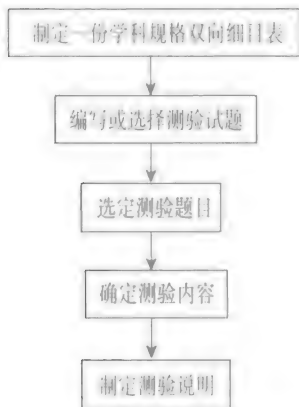 制定一份学科规格双向细目表
编写或选择测验试题
选定测验题目
确定测验内容
制定测验说明